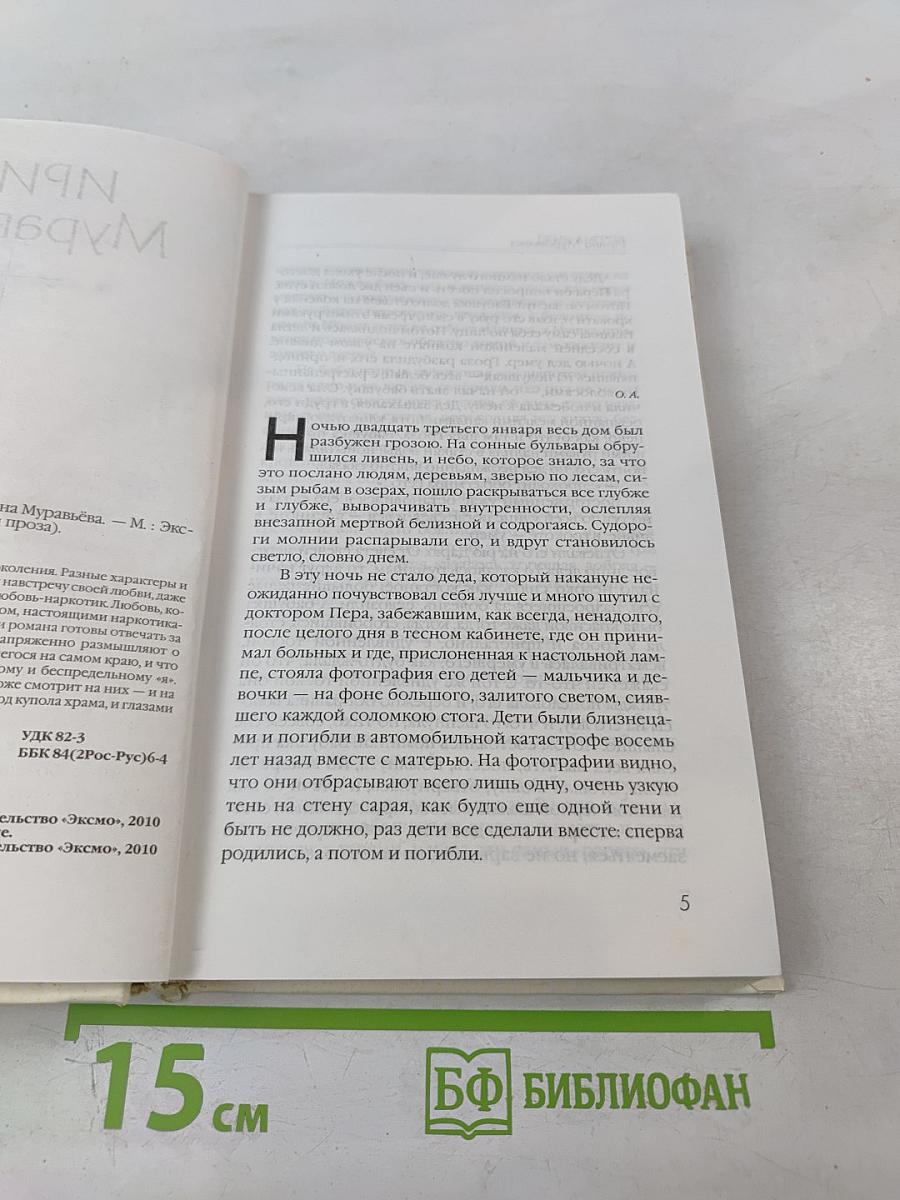 ИРИ
Мурав
на Муравьёва. — М. : Экс-
проза).
околения. Разные характеры и
навстречу своей любви, даже
любовь-наркотик. Любовь, ко-
ом, настоящими наркотика-
и романа готовы отвечать за
напряженно размышляют о
егося на самом краю, и что
ому и беспредельному «я».
оже смотрит на них — и на
од купола храма, и глазами
УДК 82-3
ББК 84(2Рос-Рус)6-4
ельство «Эксмо», 2010
е.
ельство «Эксмо», 2010
О. А.
Ночью двадцать третьего января весь дом был
разбужен грозою. На сонные бульвары обру-
шился ливень, и небо, которое знало, за что
это послано людям, деревьям, зверью по лесам, си-
зым рыбам в озерах, пошло раскрываться все глубже
и глубже, выворачивать внутренности, ослепляя
внезапной мертвой белизной и содрогаясь. Судоро-
ги молнии распарывали его, и вдруг становилось
светло, словно днем.
В эту ночь не стало деда, который накануне не-
ожиданно почувствовал себя лучше и много шутил с
доктором Пера, забежавшим, как всегда, ненадолго,
после целого дня в тесном кабинете, где он прини-
мал больных и где, прислоненная к настольной лам-
пе, стояла фотография его детей — мальчика и де-
вочки — на фоне большого, залитого светом, сияв-
шего каждой соломкою стога. Дети были близнеца-
ми и погибли в автомобильной катастрофе восемь
лет назад вместе с матерью. На фотографии видно,
что они отбрасывают всего лишь одну, очень узкую
тень на стену сарая, как будто еще одной тени и
быть не должно, раз дети все сделали вместе: сперва
родились, а потом и погибли.
5
15 см
БФ БИБЛИОФАН